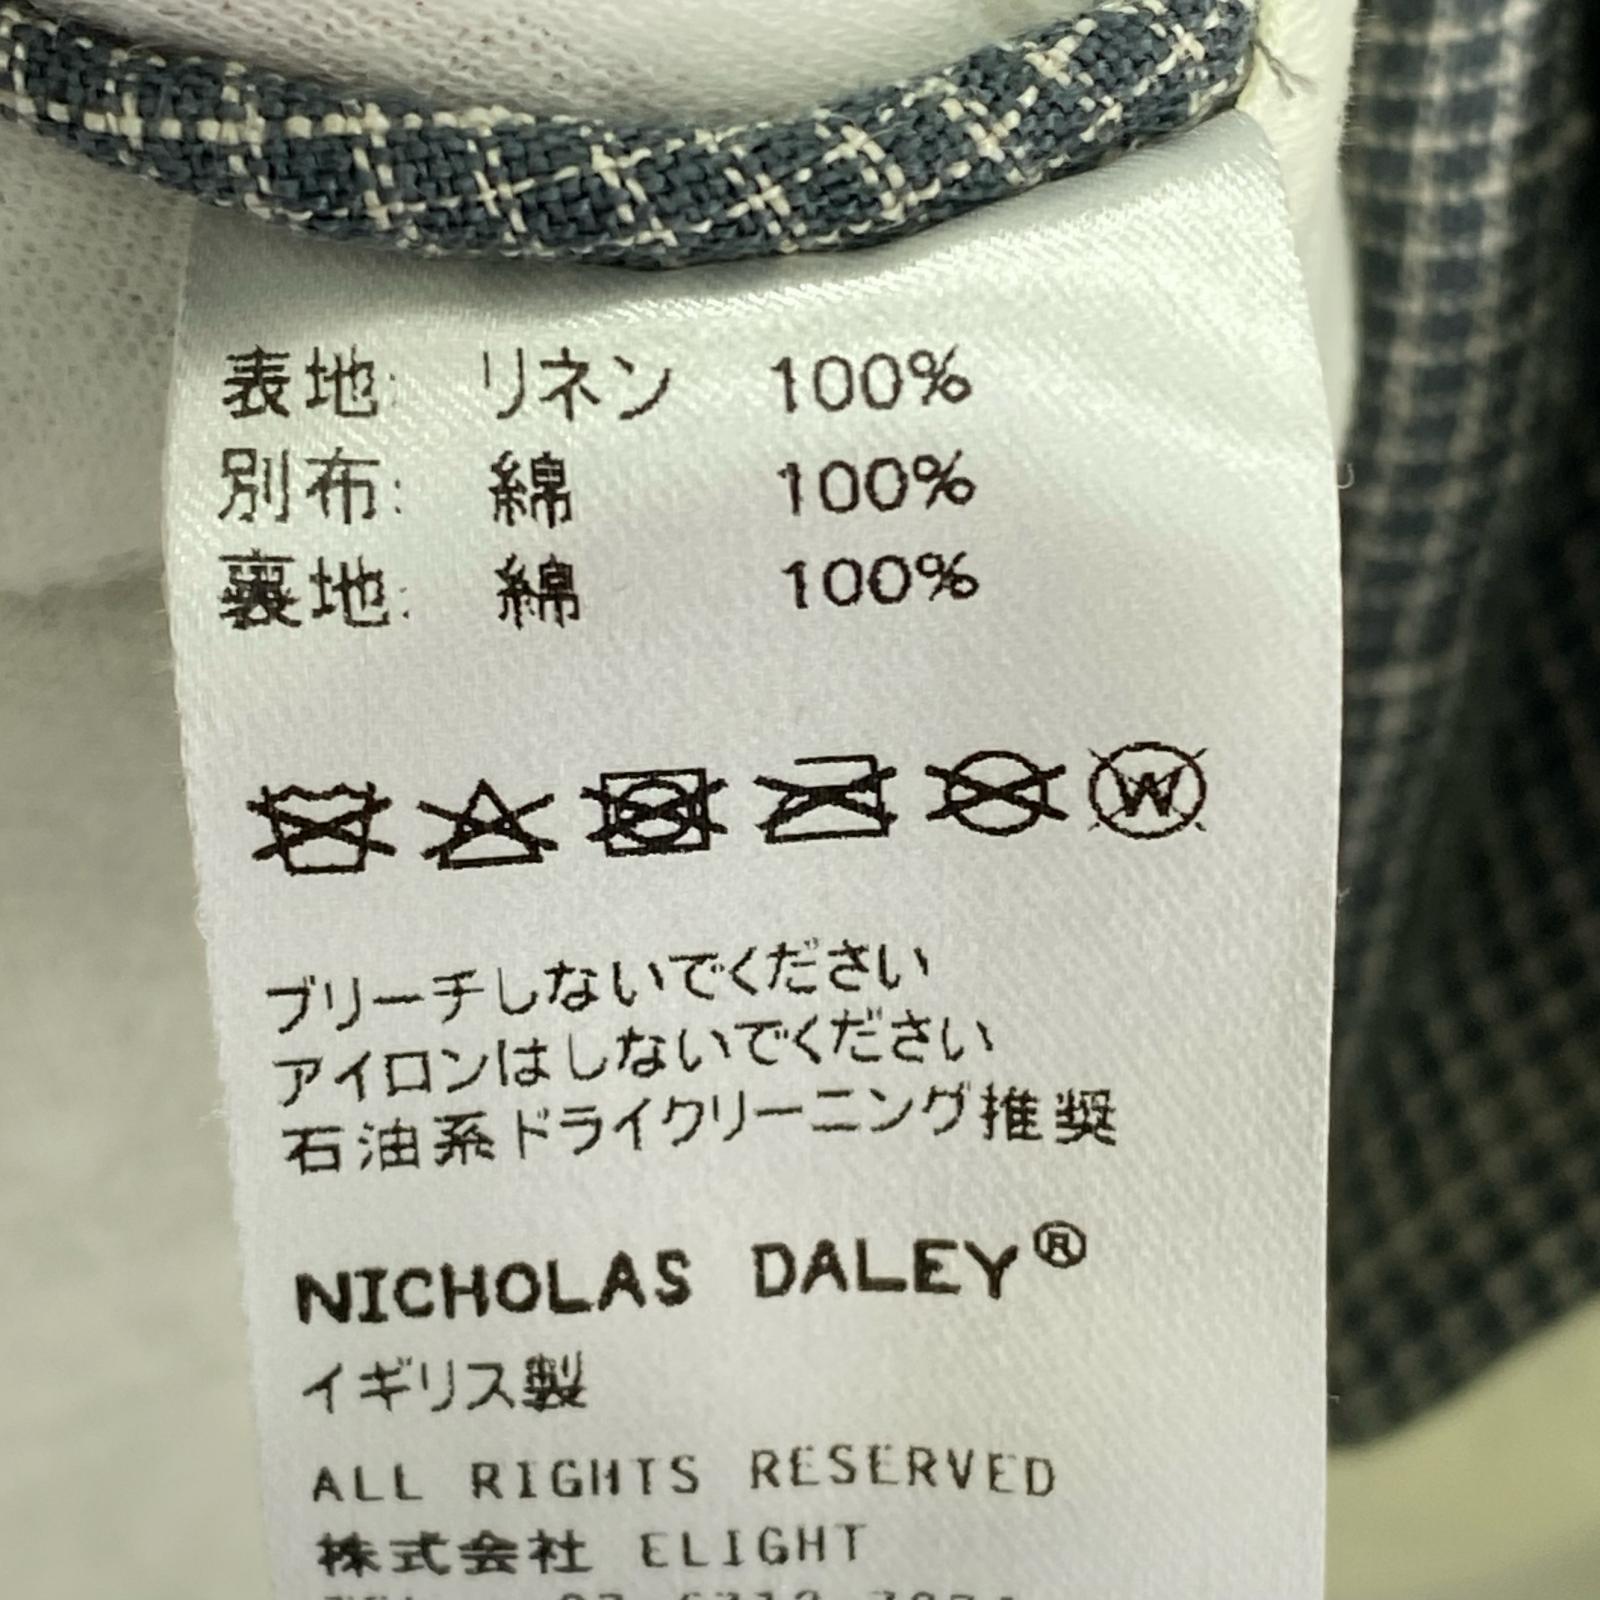 表地: リネン 100%
別布: 綿 100%
裏地: 綿 100%
W
ブリーチしないでください
アイロンはしないでください
石油系ドライクリーニング推奨
NICHOLAS DALEY®
イギリス製
ALL RIGHTS RESERVED
株式会社 ELIGHT